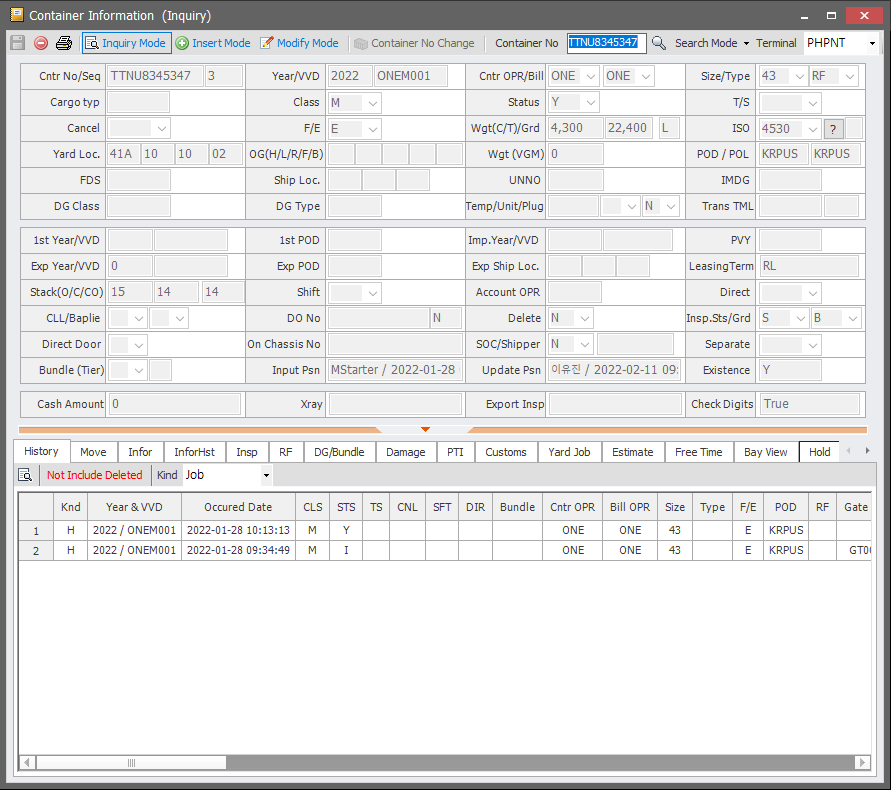 Container Information (Inquiry)
Inquiry Mode Insert Mode Modify Mode Container No Change Container No TTNU8345347 Search Mode Terminal PHPNT
Cntr No/Seq TTNU8345347 3 Year/VVD 2022 ONEM001 Cntr OPR/Bill ONE ONE Size/Type 43 RF
Cargo typ Class M Status Y T/S
Cancel F/E E Wgt(C/T)/Grd 4,300 22,400 L ISO 4530 ?
Yard Loc. 41A 10 10 02 OG(H/L/R/F/B) Wgt (VGM) 0 POD / POL KRPUS KRPUS
FDS Ship Loc. UNNO IMDG
DG Class DG Type Temp/Unit/Plug N Trans TML
1st Year/VVD 1st POD Imp.Year/VVD PVY
Exp Year/VVD 0 Exp POD Exp Ship Loc. LeasingTerm RL
Stack(O/C/CO) 15 14 14 Shift Account OPR Direct
CLL/Baplie DO No N Delete N Insp.Sts/Grd S B
Direct Door On Chassis No SOC/Shipper N Separate
Bundle (Tier) Input Psn MStarter / 2022-01-28 Update Psn 이유진 / 2022-02-11 09: Existence Y
Cash Amount 0 Xray Export Insp Check Digits True
History Move Infor InforHst Insp RF DG/Bundle Damage PTI Customs Yard Job Estimate Free Time Bay View Hold
Not Include Deleted Kind Job
Knd Year & VVD Occured Date CLS STS TS CNL SFT DIR Bundle Cntr OPR Bill OPR Size Type F/E POD RF Gate
1 H 2022 / ONEM001 2022-01-28 10:13:13 M Y ONE ONE 43 E KRPUS
2 H 2022 / ONEM001 2022-01-28 09:34:49 M I ONE ONE 43 E KRPUS GT00